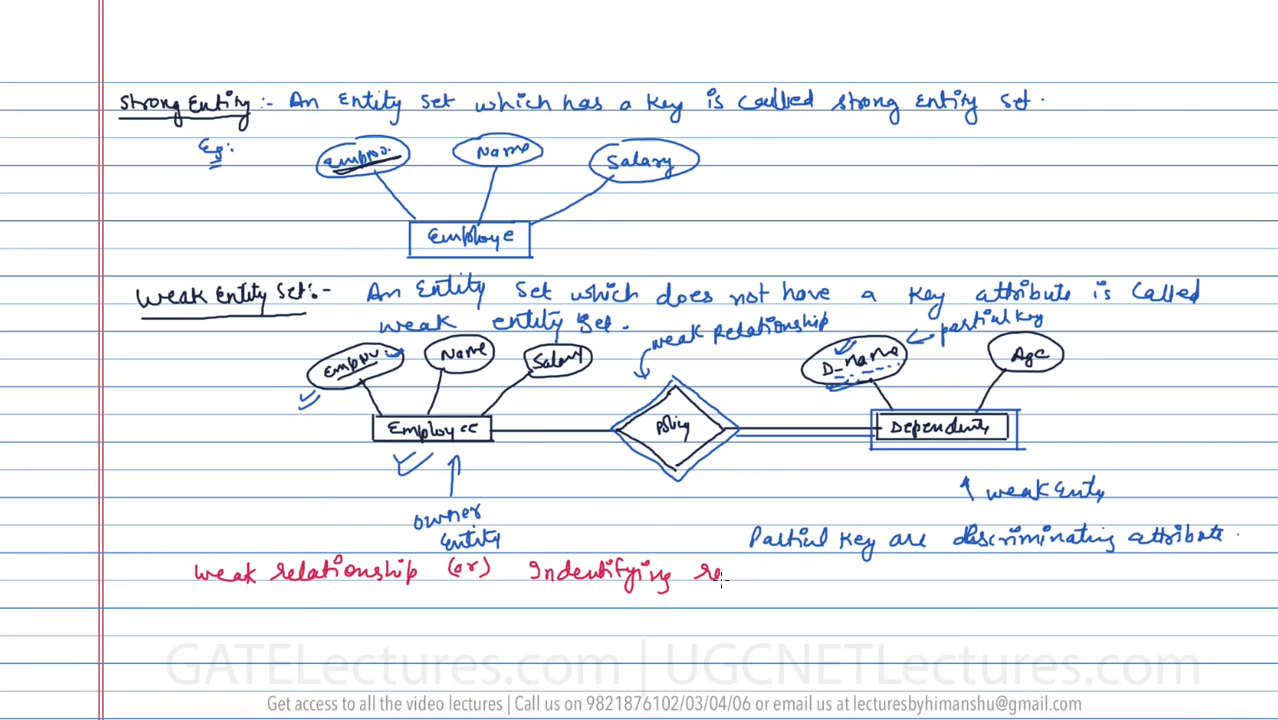 Strong Entity :- An Entity set which has a key is called strong entity set.
Eg:
Name
Salary
Employe
Weak Entity Set:- An Entity set which does not have a key attribute is called
weak entity set.
weak relationship
partial key
Name
Salary
D_name
Age
Employee
Policy
Dependents
weak Enty
owner
Entity
Partial key are discriminating attribute.
weak relationship (or) Indentifying re
GATELectures.com | UGCNETLectures.com
Get access to all the video lectures | Call us on 9821876102/03/04/06 or email us at lecturesbyhimanshu@gmail.com